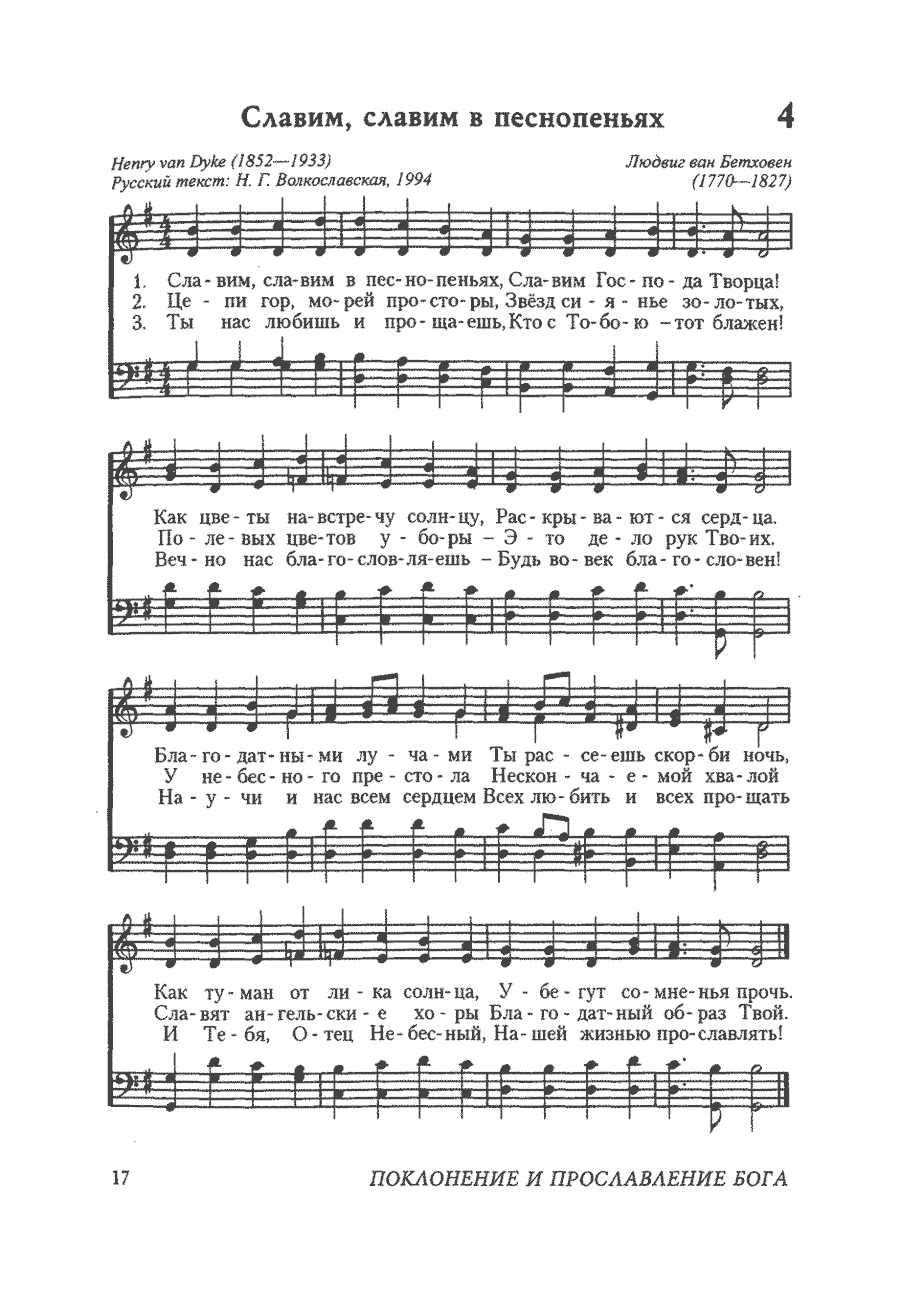 Славим, славим в песнопеньях 4
Henry van Dyke (1852—1933) Людвиг ван Бетховен
Русский текст: Н. Г. Волкославская, 1994 (1770—1827)
1. Сла- вим, сла-вим в пес-но-пеньях, Сла-вим Гос - по - да Творца!
2. Це - пи гор, мо-рей про-сто-ры, Звёзд си - я - нье зо-ло-тых,
3. Ты нас любишь и про - ща-ешь, Кто с То-бо-ю –тот блажен!
Как цве-ты на-встре-чу солн-цу, Рас-кры-ва-ют-ся серд-ца.
По - ле-вых цве-тов у - бо-ры – Э - то де - ло рук Тво-их.
Веч - но нас бла-го-слов-ля-ешь – Будь во-век бла-го-сло-вен!
Бла-го-дат-ны-ми лу - ча-ми Ты рас - се-ешь скор-би ночь,
У не-бес-но-го пре-сто-ла Нескон - ча - е - мой хва-лой
На - у - чи и нас всем сердцем Всех лю-бить и всех про-щать
Как ту-ман от ли-ка солн-ца, У - бе-гут со-мне-нья прочь.
Сла-вят ан-гель-ски - е хо - ры Бла - го - дат-ный об-раз Твой.
И Те-бя, О-тец Не-бес-ный, На-шей жизнью про-славлять!
17 ПОКЛОНЕНИЕ И ПРОСЛАВЛЕНИЕ БОГА